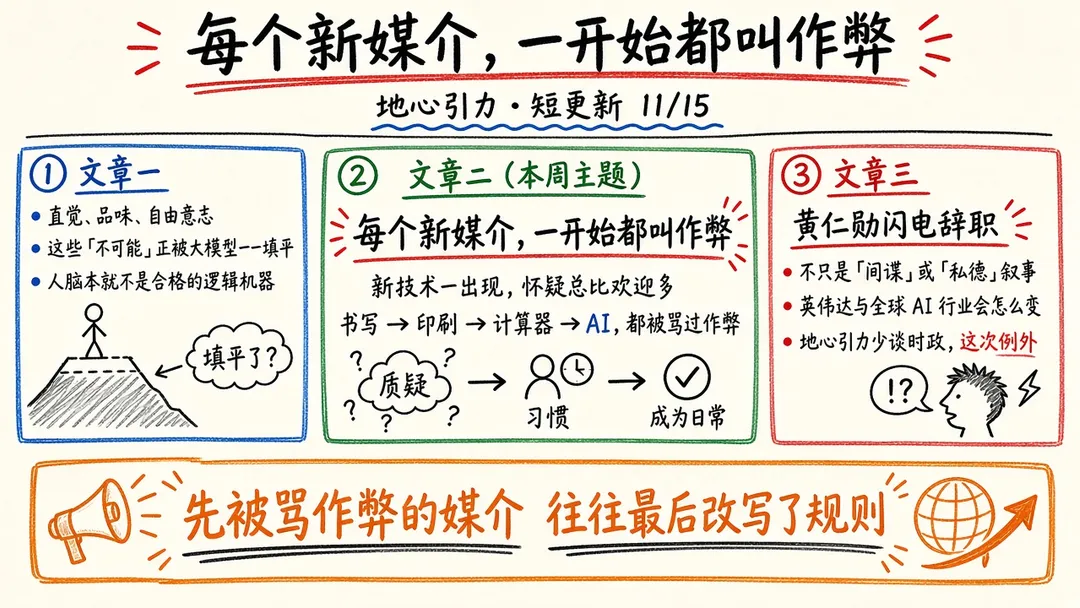 每个新媒介，一开始都叫作弊
地心引力·短更新 11/15
① 文章一
• 直觉、品味、自由意志
• 这些「不可能」正被大模型一一填平
• 人脑本就不是合格的逻辑机器
填平了？
② 文章二（本周主题）
每个新媒介，一开始都叫作弊
新技术一出现，怀疑总比欢迎多
书写 → 印刷 → 计算器 → AI，都被骂过作弊
? ? 质疑 ? ? ?
习惯
成为日常
③ 文章三
黄仁勋闪电辞职
• 不只是「间谍」或「私德」叙事
• 英伟达与全球 AI 行业会怎么变
• 地心引力少谈时政，这次例外
!?
先被骂作弊的媒介 往往最后改写了规则